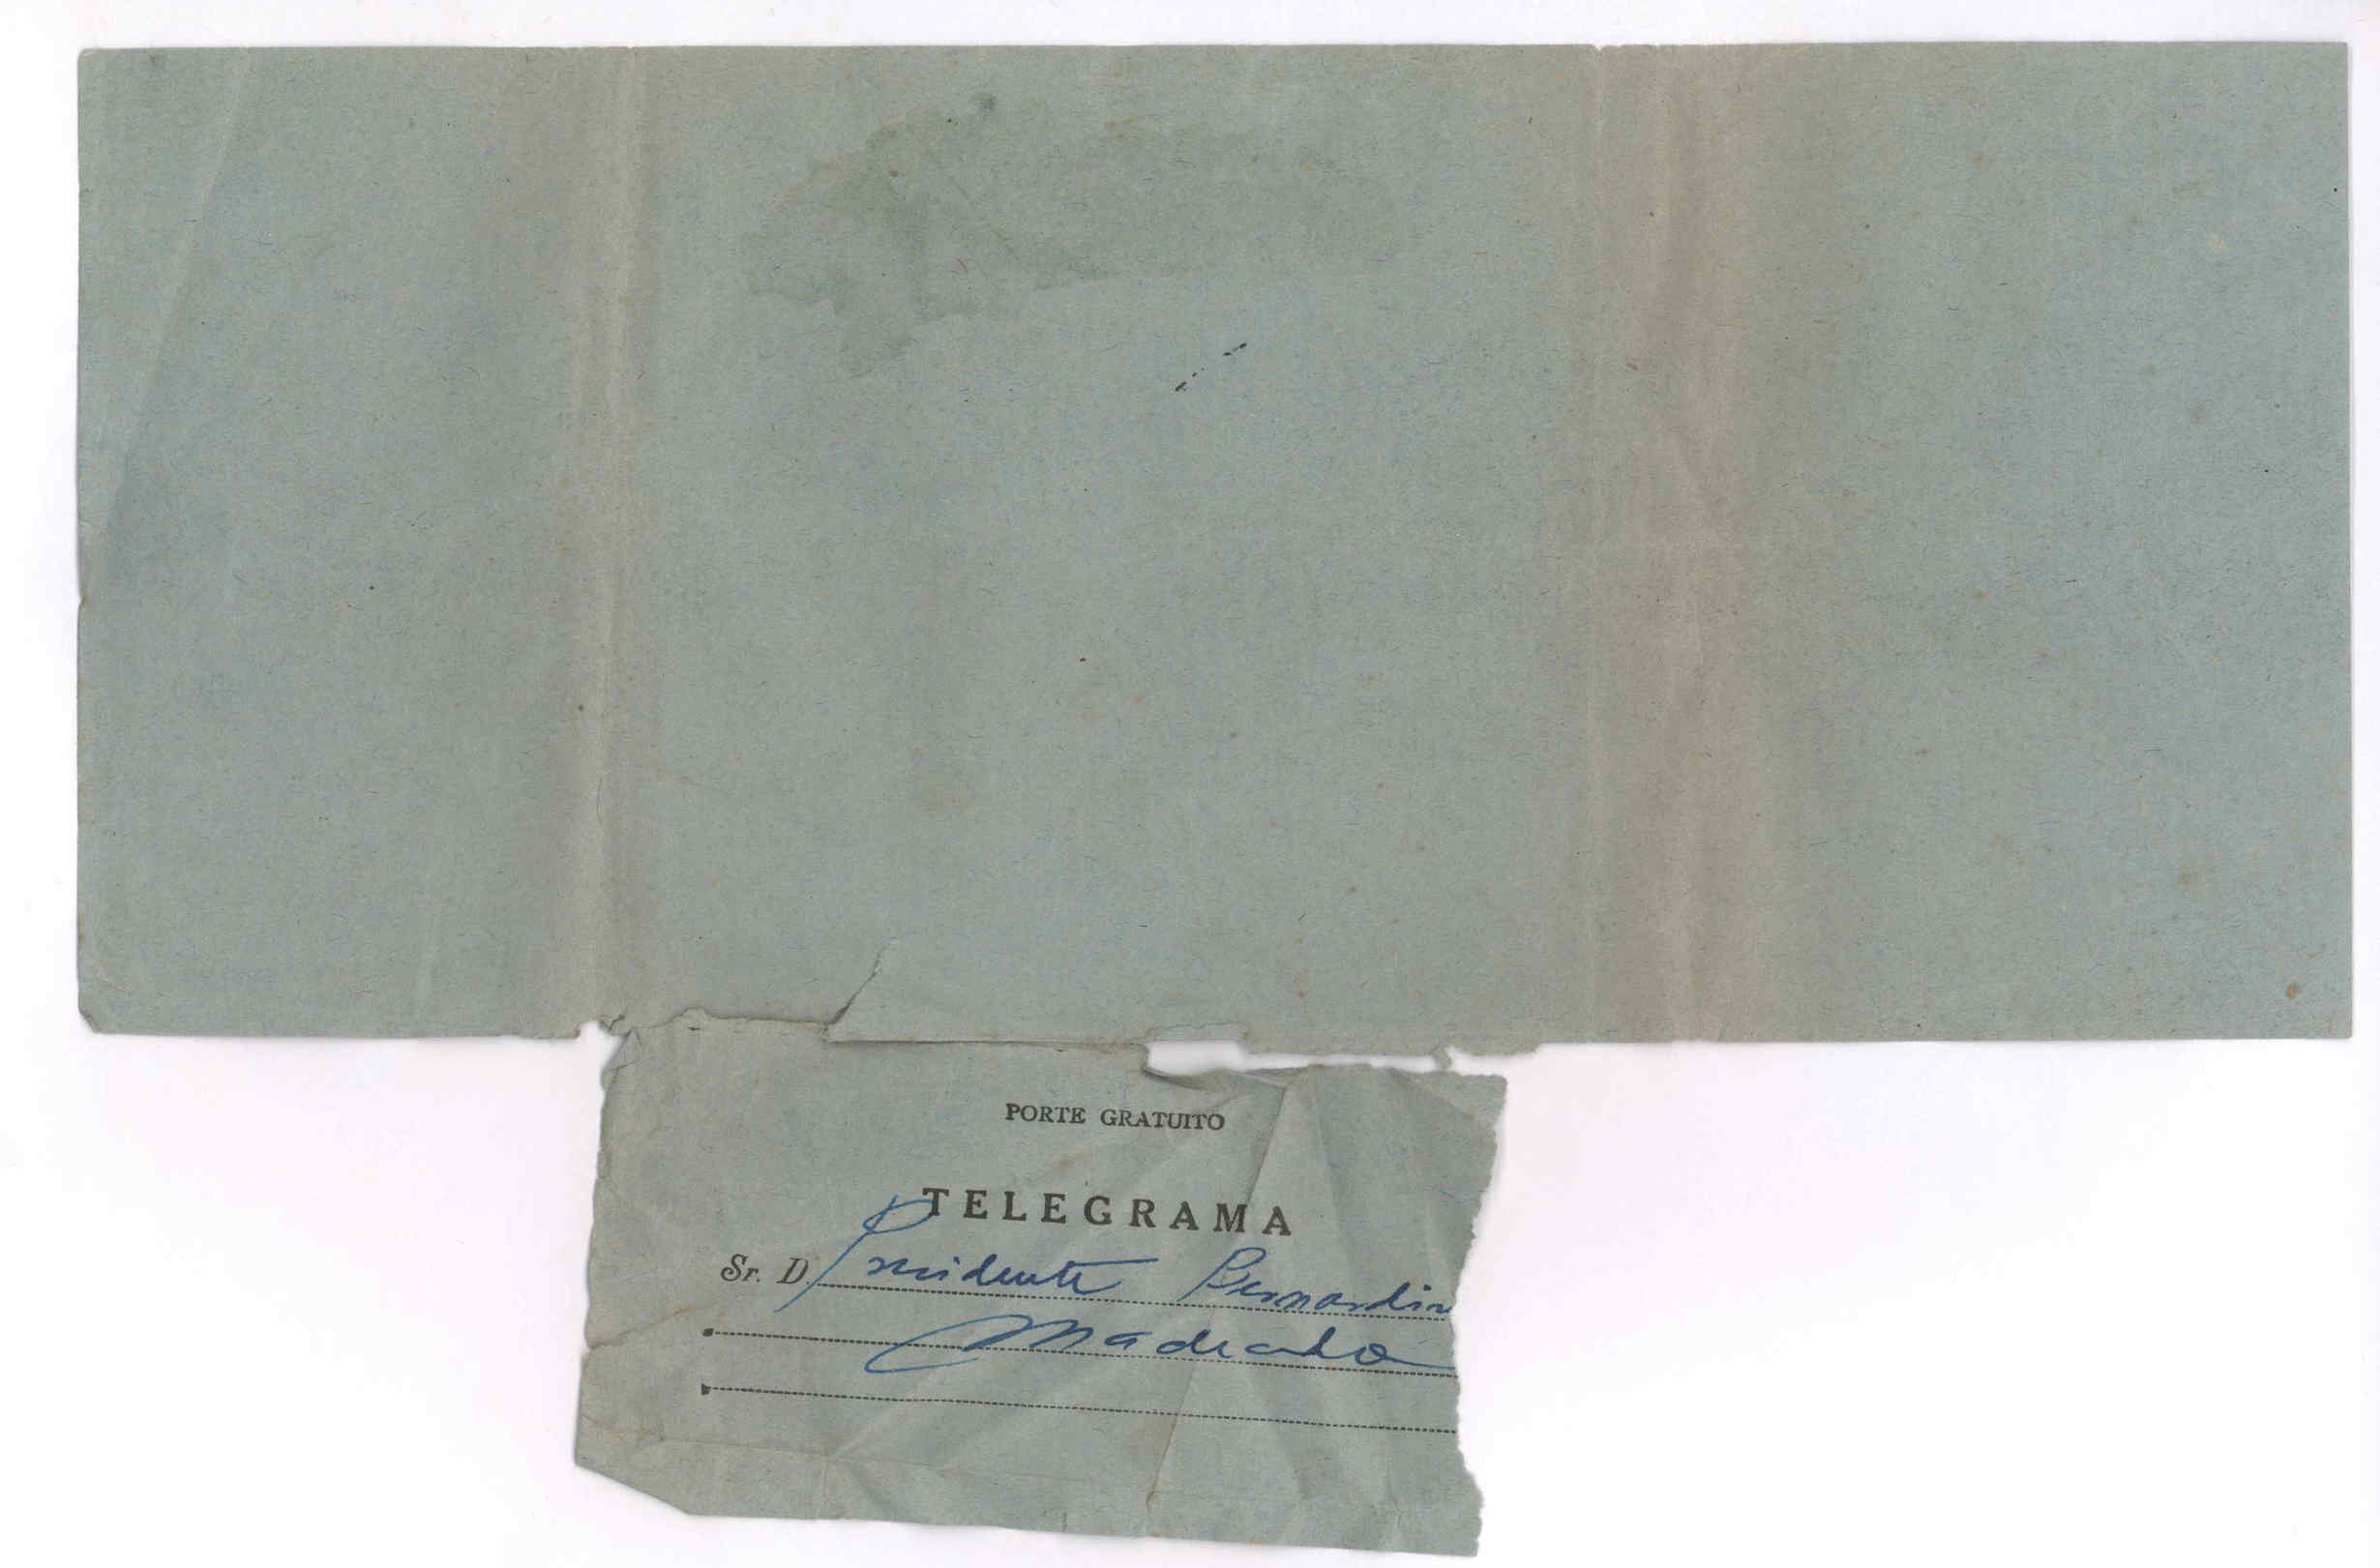 PORTE GRATUITO
TELEGRAMA
Sr. D. Presidente Bernardino
Machado